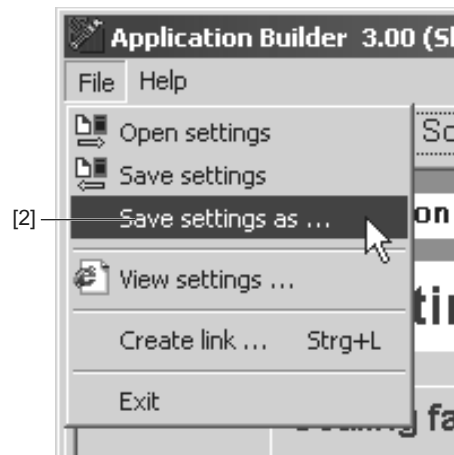 Application Builder 3.00
File Help
Open settings
Save settings
[2] Save settings as ...
on
View settings ...
Create link ... Strg+L
Exit